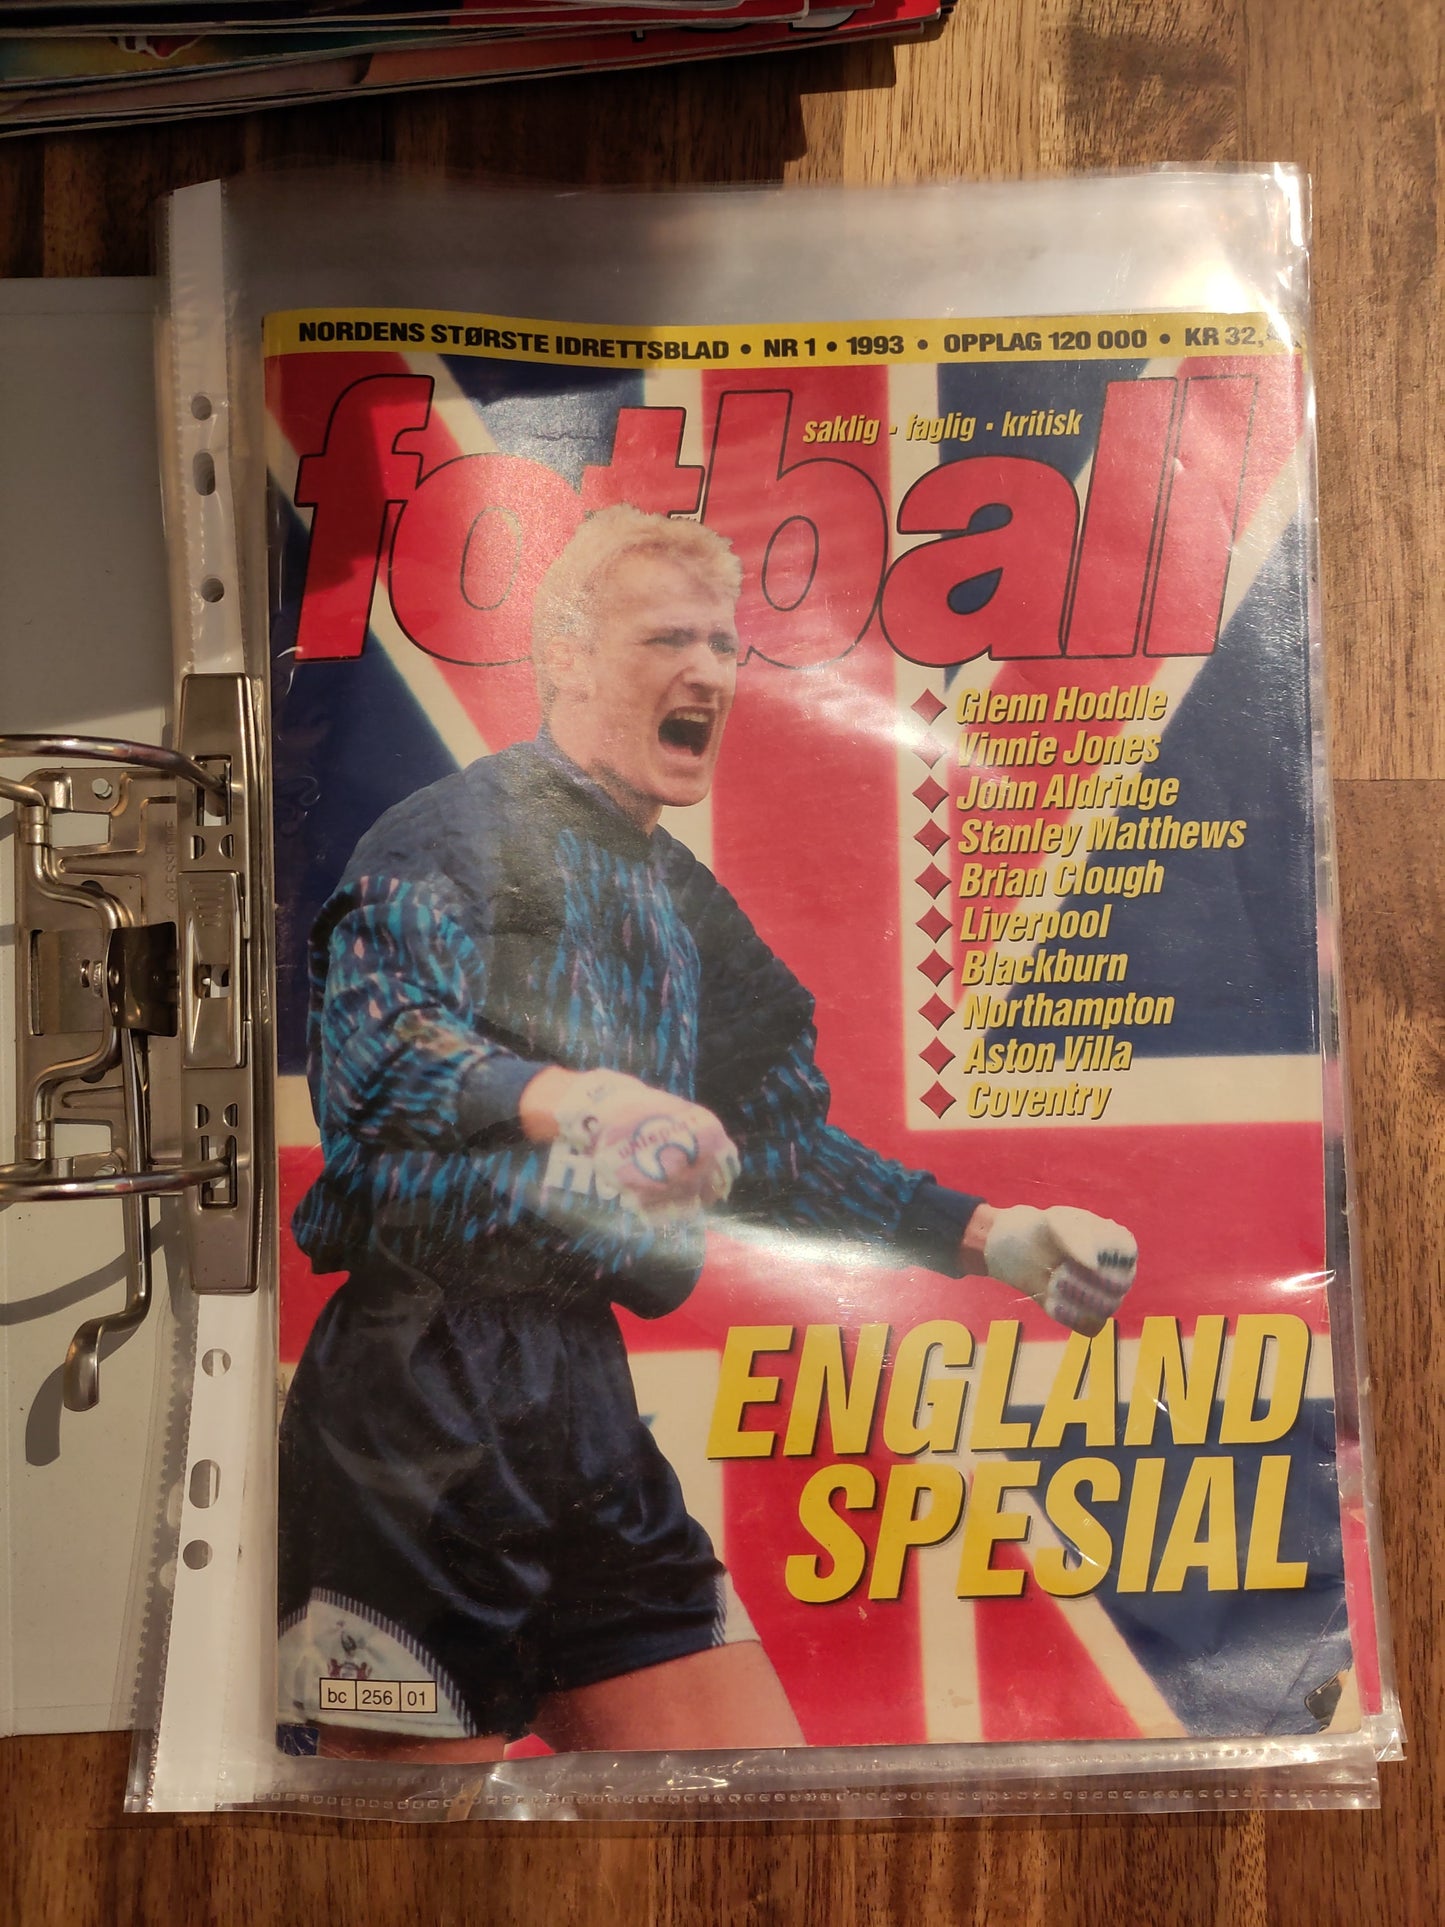 NORDENS STØRSTE IDRETTSBLAD • NR 1 • 1993 • OPPLAG 120 000 • KR 32,
fotball
saklig - faglig - kritisk
Glenn Hoddle
Vinnie Jones
John Aldridge
Stanley Matthews
Brian Clough
Liverpool
Blackburn
Northampton
Aston Villa
Coventry
uhlsport
ENGLAND
SPESIAL
bc 256 01